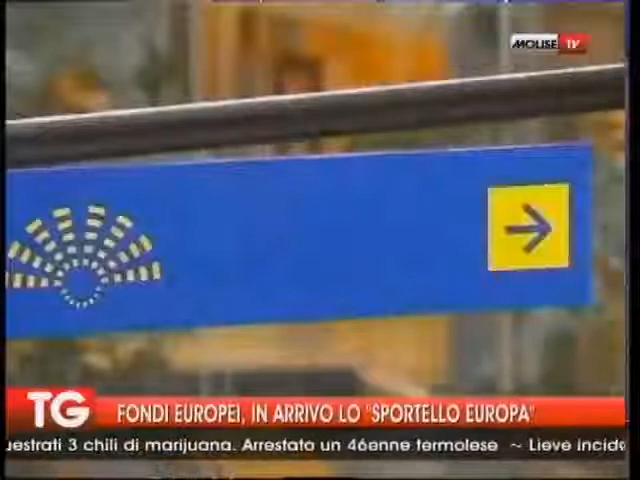 MOLISE TV
TG FONDI EUROPEI, IN ARRIVO LO "SPORTELLO EUROPA"
uestrati 3 chili di marijuana. Arrestato un 46enne termolese ~ Lieve incid